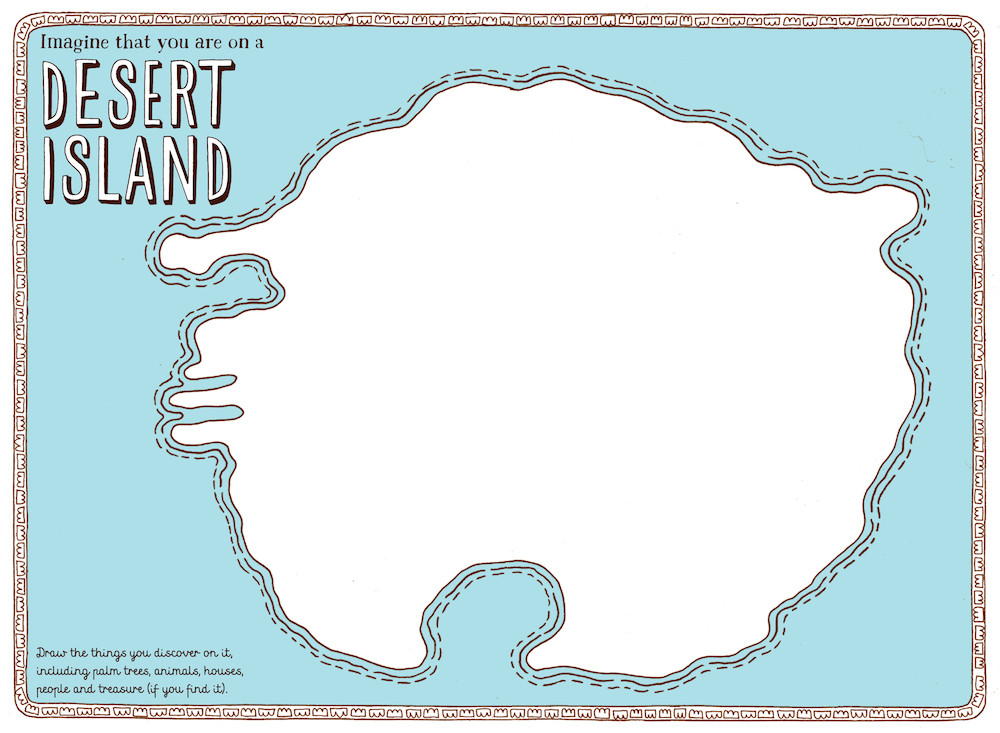 Imagine that you are on a
DESERT
ISLAND
Draw the things you discover on it,
including palm trees, animals, houses,
people and treasure (if you find it).